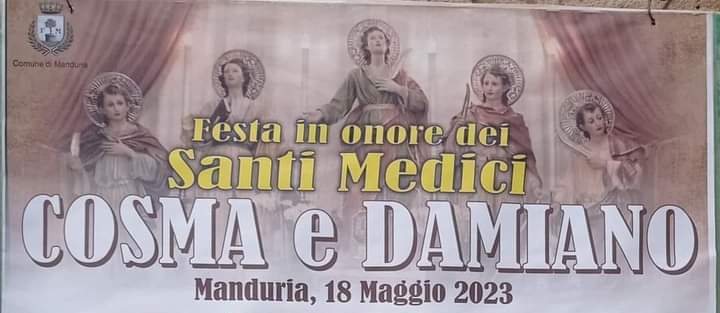 Comune di Manduria
Festa in onore dei
Santi Medici
COSMA e DAMIANO
Manduria, 18 Maggio 2023